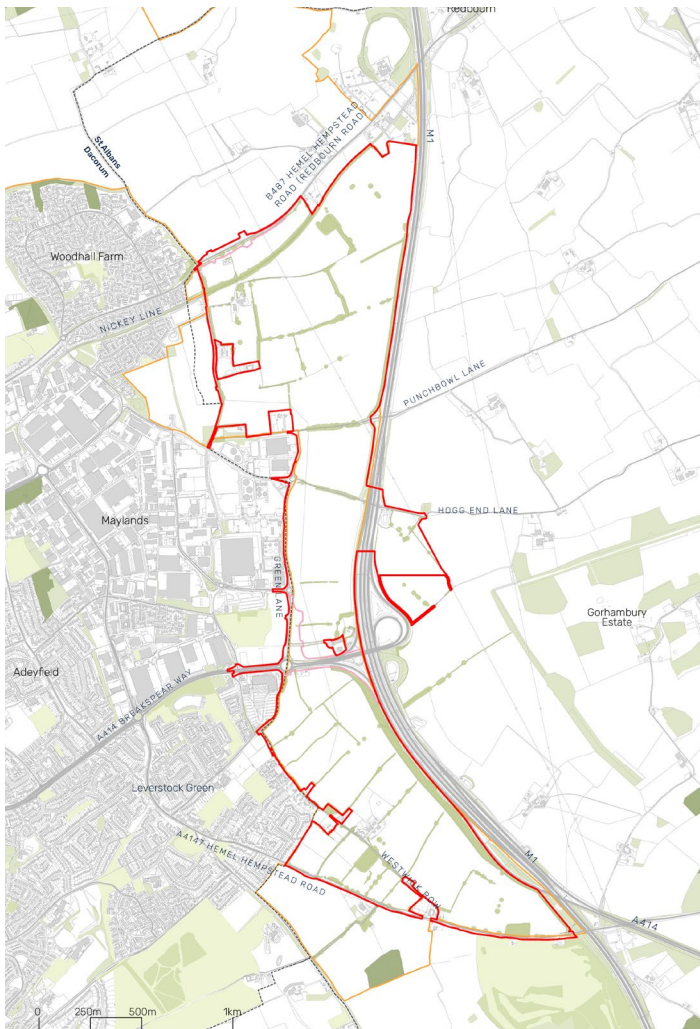 Redbourn
M1
B487 HEMEL HEMPSTEAD
ROAD (REDBOURN ROAD)
St Albans
Dacorum
Woodhall Farm
NICKEY LINE
PUNCHBOWL LANE
HOGG END LANE
Maylands
GREEN LANE
Gorhambury
Estate
Adeyfield
A414 BREAKSPEAR WAY
Leverstock Green
A4147 HEMEL HEMPSTEAD ROAD
WESTWICK ROW
M1
A414
0 250m 500m 1km